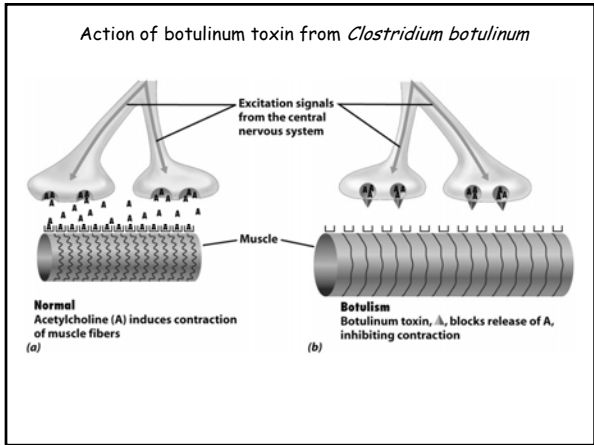 Action of botulinum toxin from Clostridium botulinum
Excitation signals
from the central
nervous system
Muscle
Normal
Acetylcholine (A) induces contraction
of muscle fibers
(a)
Botulism
Botulinum toxin, , blocks release of A,
inhibiting contraction
(b)